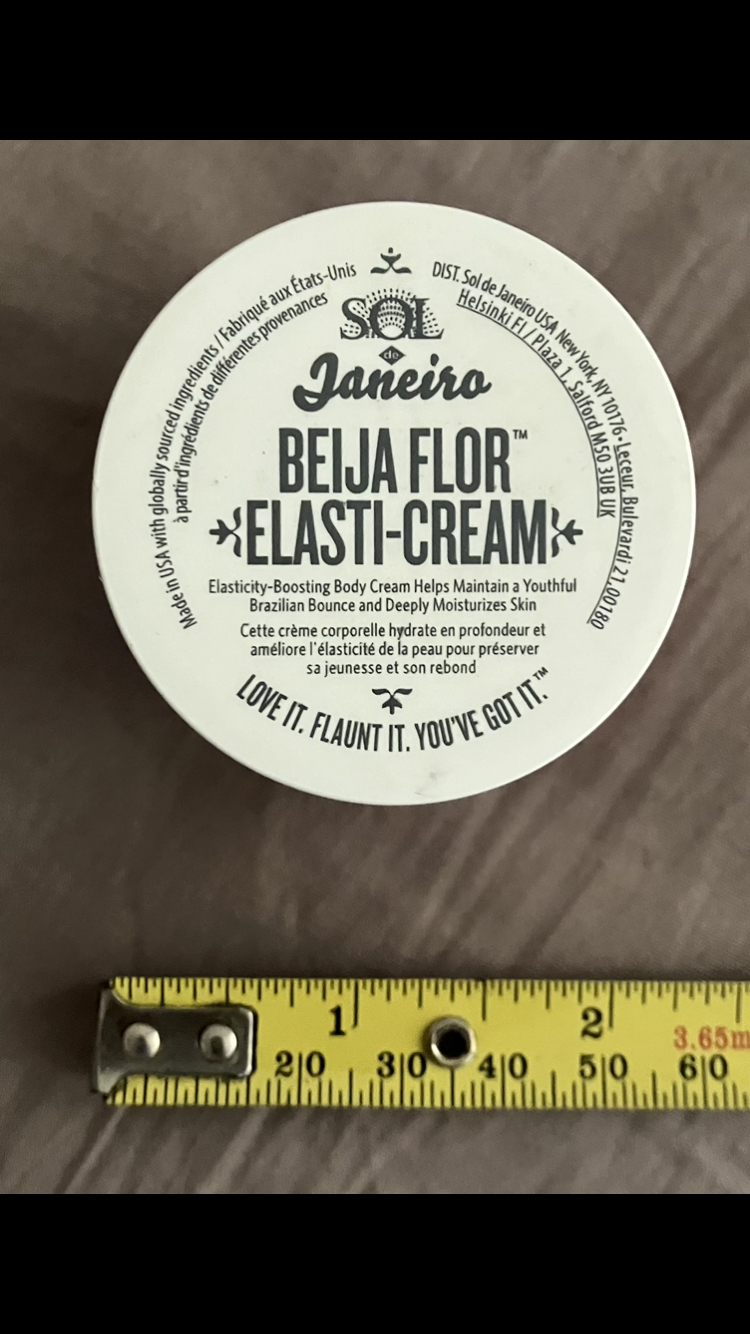 Made in USA with globally sourced ingredients / Fabriqué aux États-Unis
à partir d'ingrédients de différentes provenances
DIST. Sol de Janeiro USA New York, NY 10176 • Leceur, Bulevardi 21, 00180
Helsinki FI / Plaza 1, Salford M50 3UB UK
SOL
de
Janeiro
BEIJA FLOR™
ELASTI-CREAM
Elasticity-Boosting Body Cream Helps Maintain a Youthful
Brazilian Bounce and Deeply Moisturizes Skin
Cette crème corporelle hydrate en profondeur et
améliore l'élasticité de la peau pour préserver
sa jeunesse et son rebond
LOVE IT. FLAUNT IT. YOU'VE GOT IT.™
1 2 3.65m
20 30 40 50 60